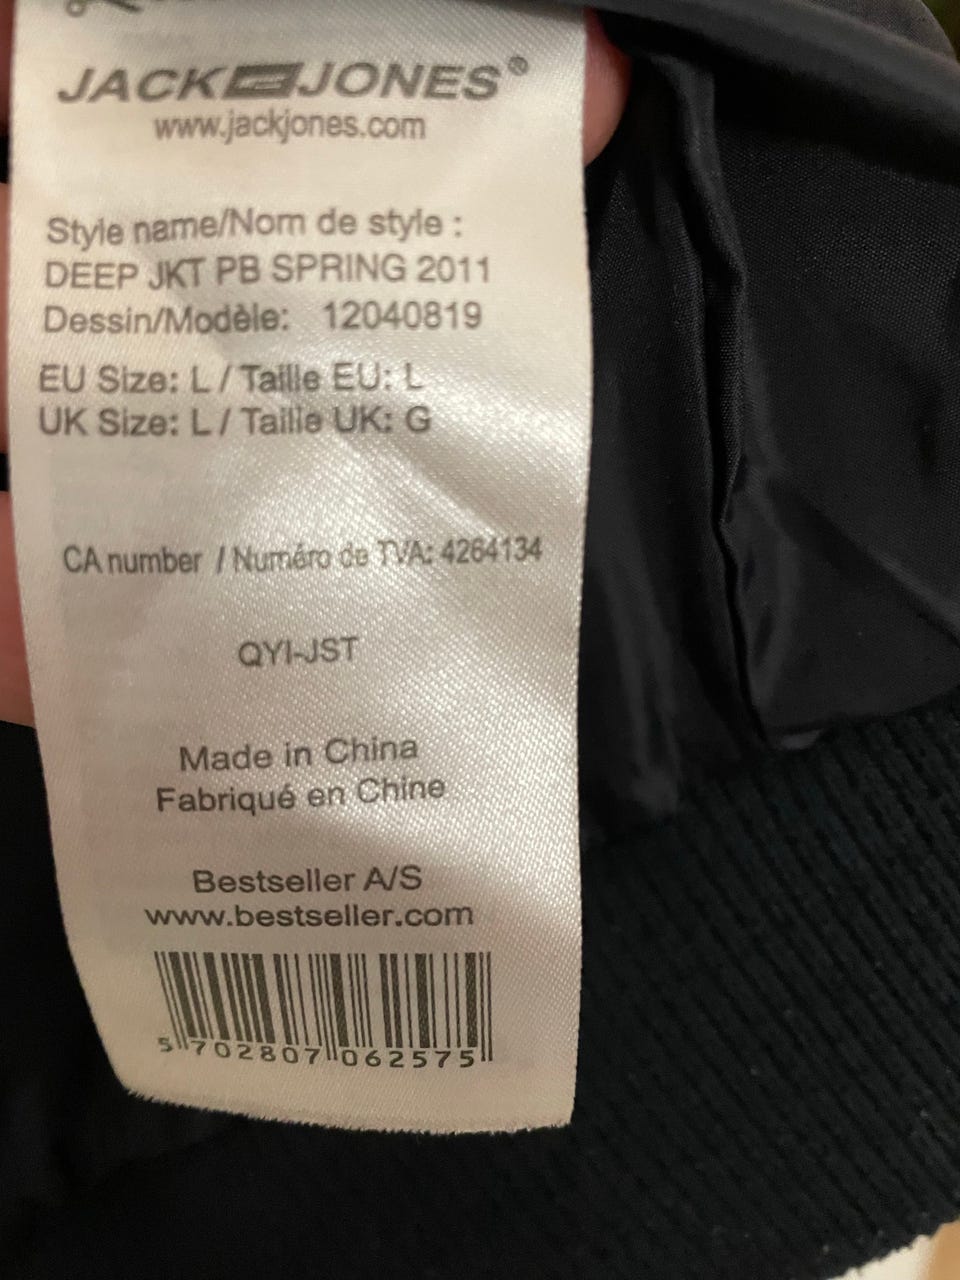 JACK JONES®
www.jackjones.com
Style name/Nom de style :
DEEP JKT PB SPRING 2011
Dessin/Modèle: 12040819
EU Size: L / Taille EU: L
UK Size: L / Taille UK: G
CA number / Numéro de TVA: 4264134
QYI-JST
Made in China
Fabriqué en Chine
Bestseller A/S
www.bestseller.com
5 702807 062575